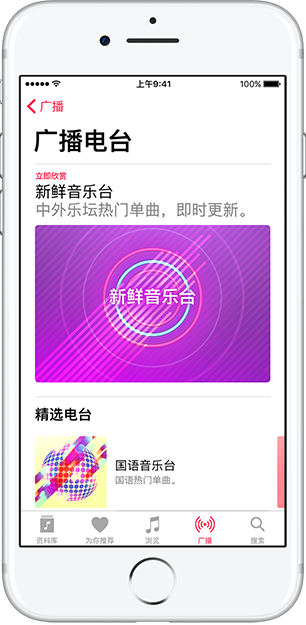 上午9:41
100%
广播
广播电台
立即欣赏
新鲜音乐台
中外乐坛热门单曲，即时更新。
新鲜音乐台
精选电台
国语音乐台
国语热门单曲。
资料库 为你推荐 浏览 广播 搜索